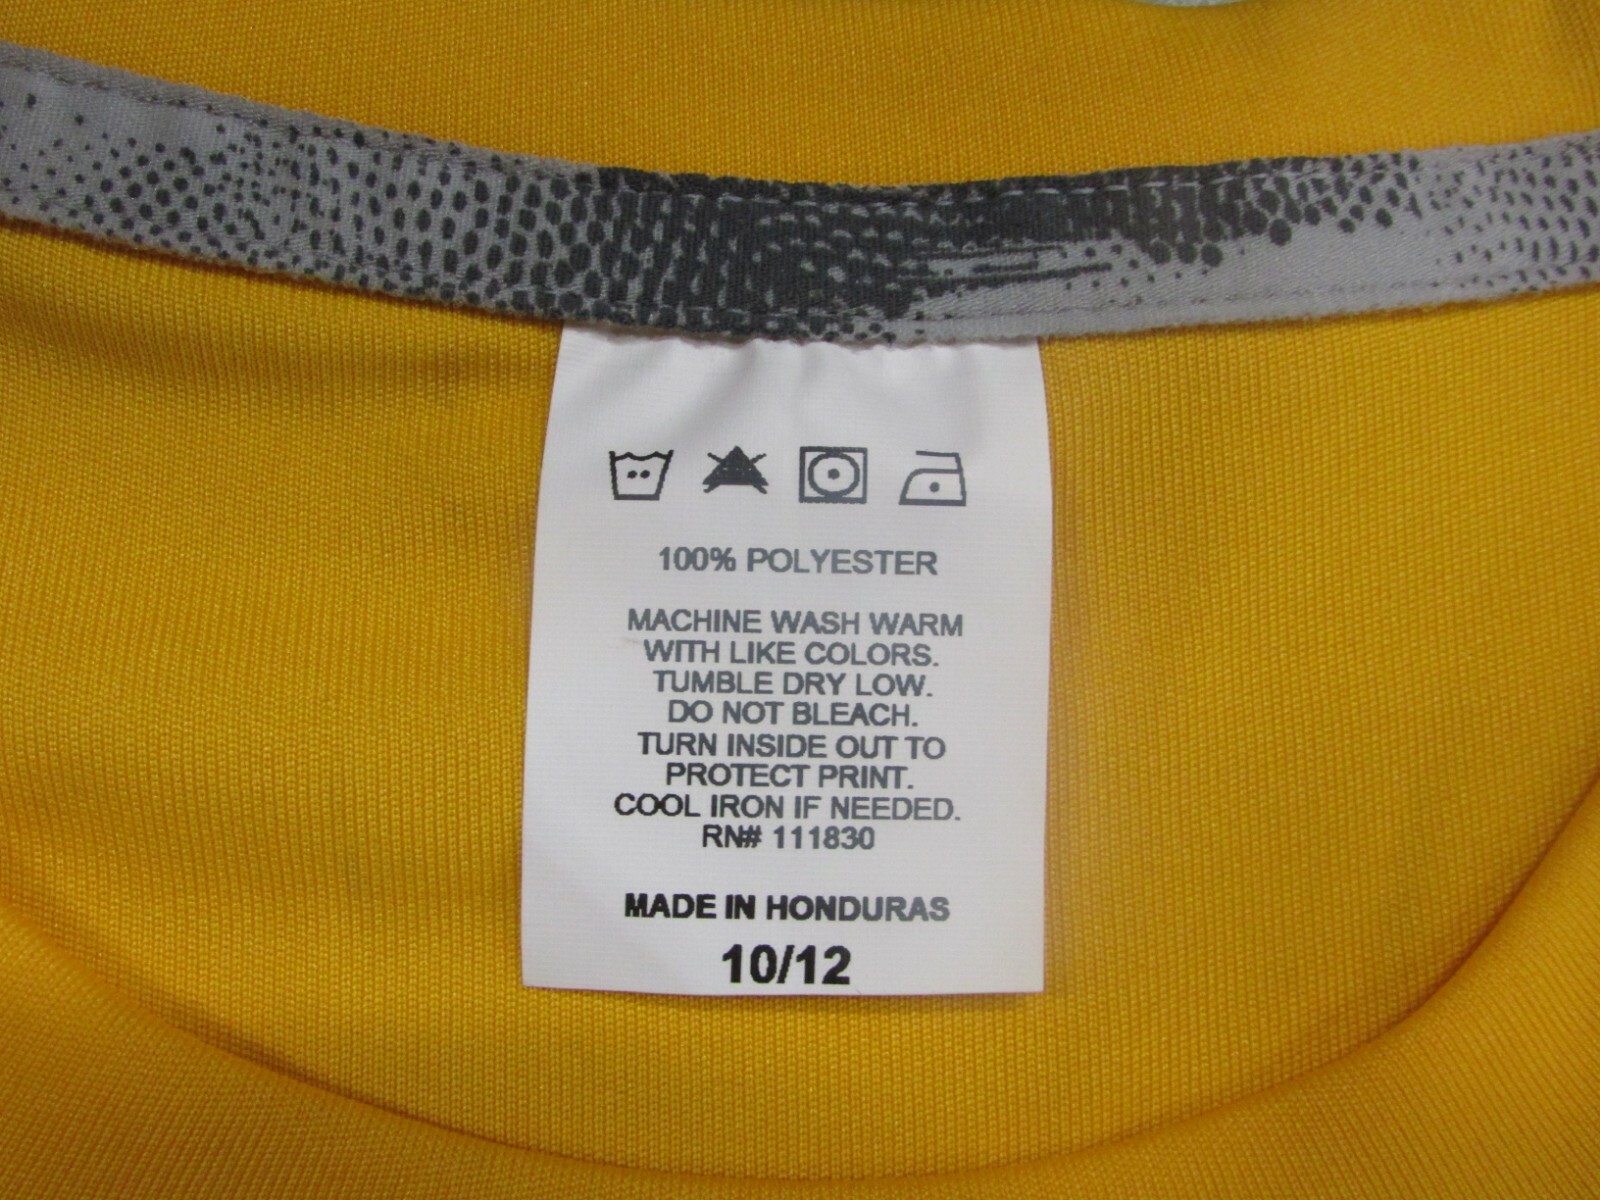 100% POLYESTER
MACHINE WASH WARM
WITH LIKE COLORS.
TUMBLE DRY LOW.
DO NOT BLEACH.
TURN INSIDE OUT TO
PROTECT PRINT.
COOL IRON IF NEEDED.
RN# 111830
MADE IN HONDURAS
10/12